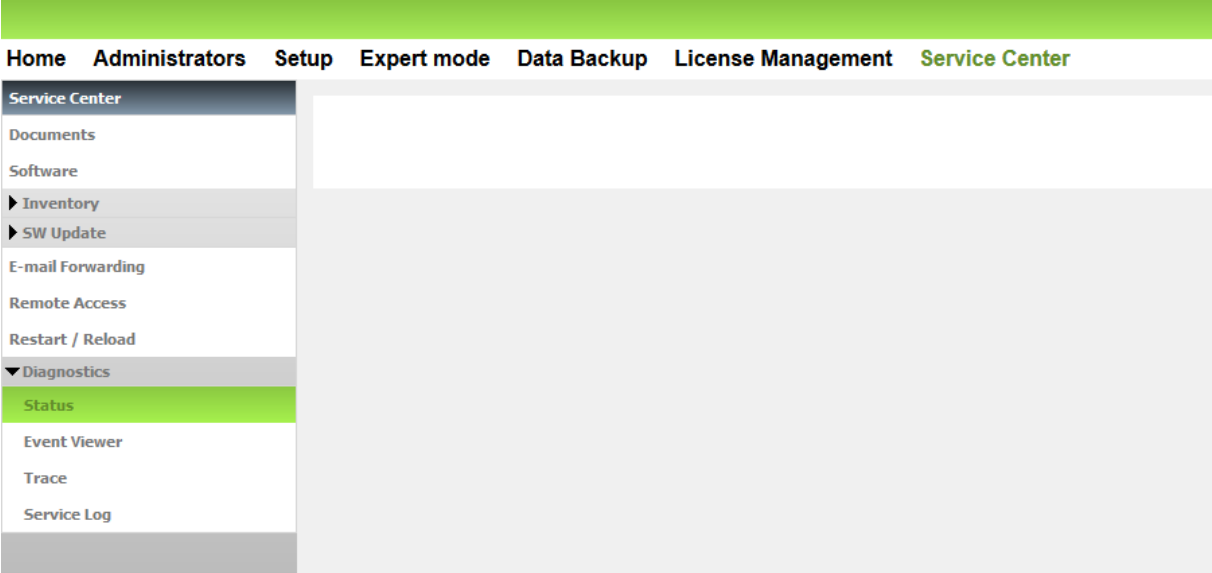 Home Administrators Setup Expert mode Data Backup License Management Service Center
Service Center
Documents
Software
Inventory
SW Update
E-mail Forwarding
Remote Access
Restart / Reload
Diagnostics
Status
Event Viewer
Trace
Service Log